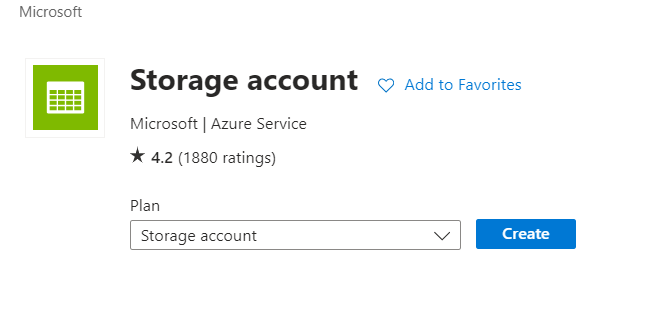 Microsoft
Storage account
Add to Favorites
Microsoft | Azure Service
★ 4.2 (1880 ratings)
Plan
Storage account
Create